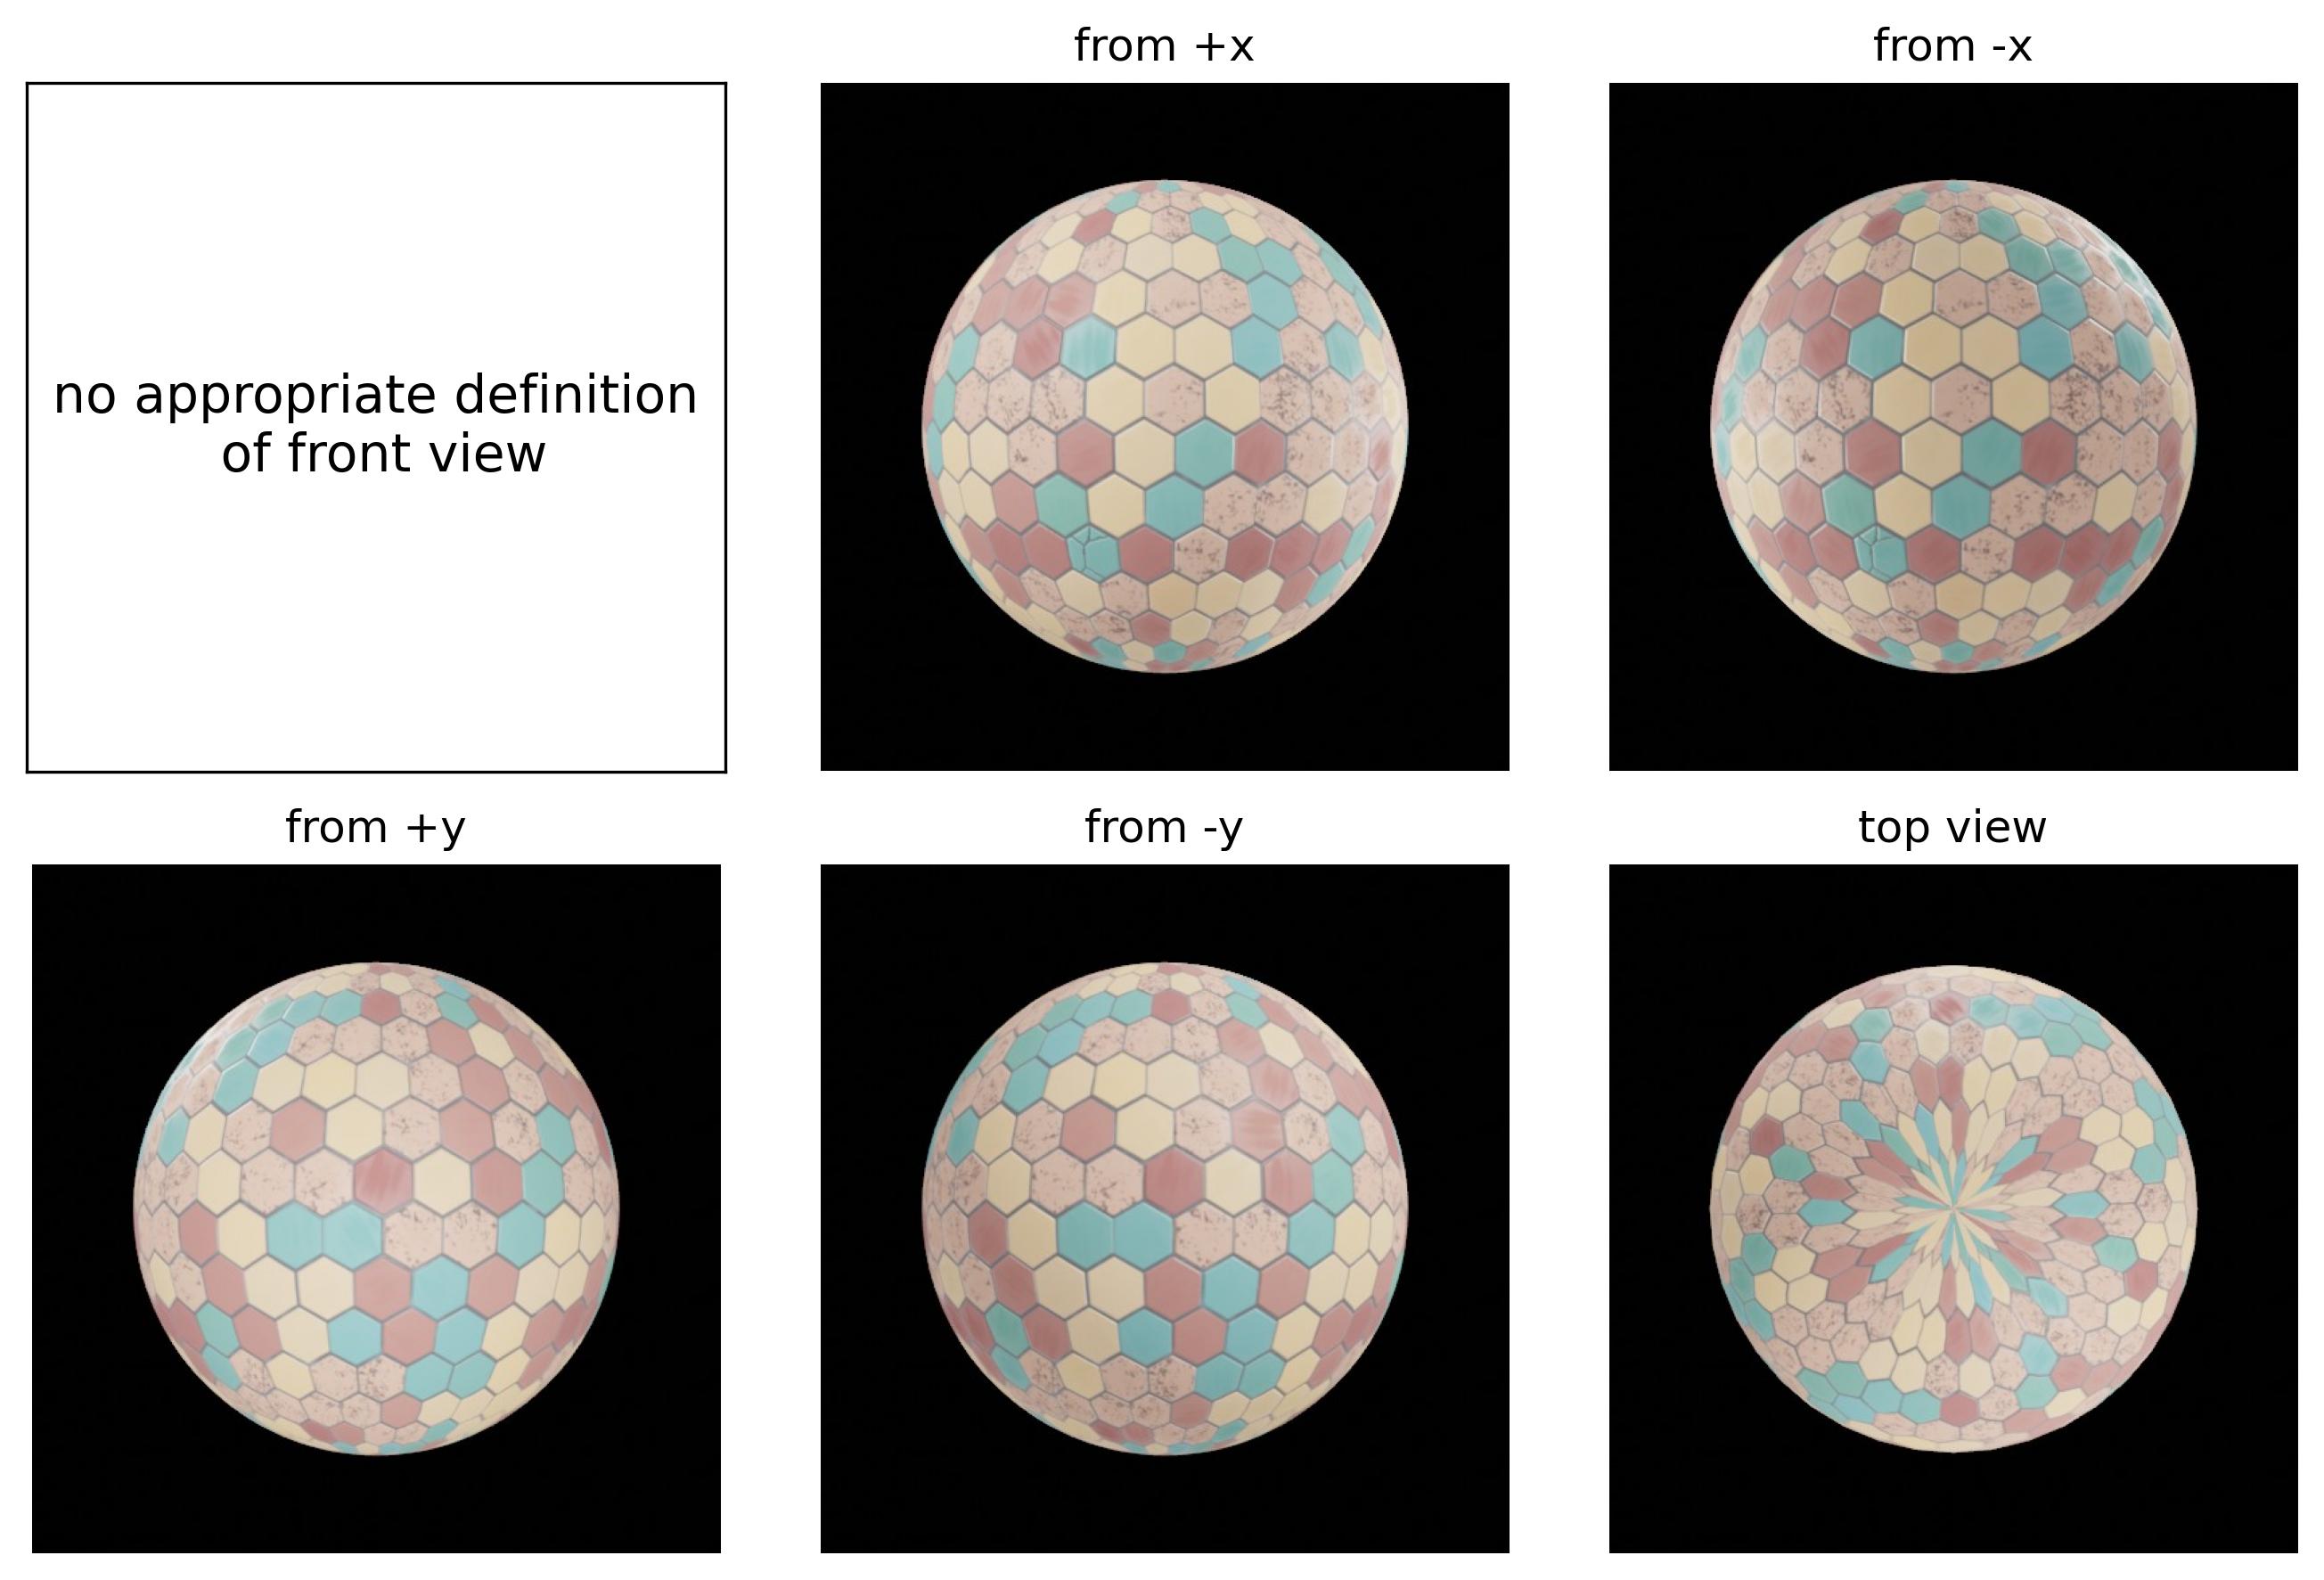 from +x
from -x
no appropriate definition
of front view
from +y
from -y
top view